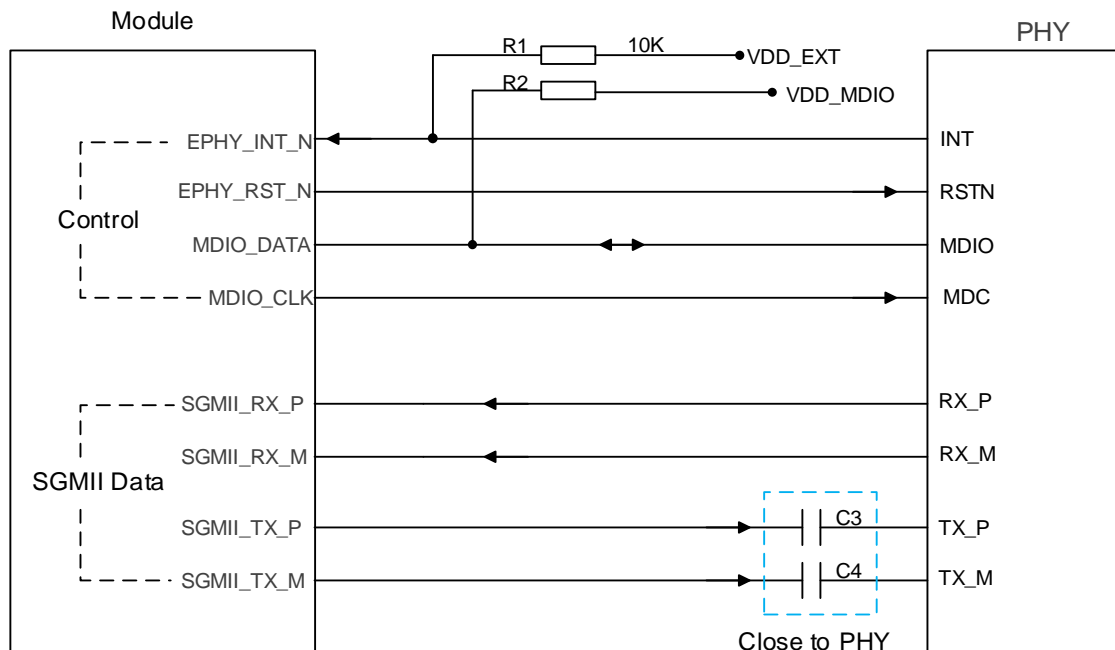 Module
PHY
R1 10K VDD_EXT
R2 VDD_MDIO
EPHY_INT_N INT
EPHY_RST_N RSTN
Control
MDIO_DATA MDIO
MDIO_CLK MDC
SGMII_RX_P RX_P
SGMII_RX_M RX_M
SGMII Data
SGMII_TX_P C3 TX_P
SGMII_TX_M C4 TX_M
Close to PHY